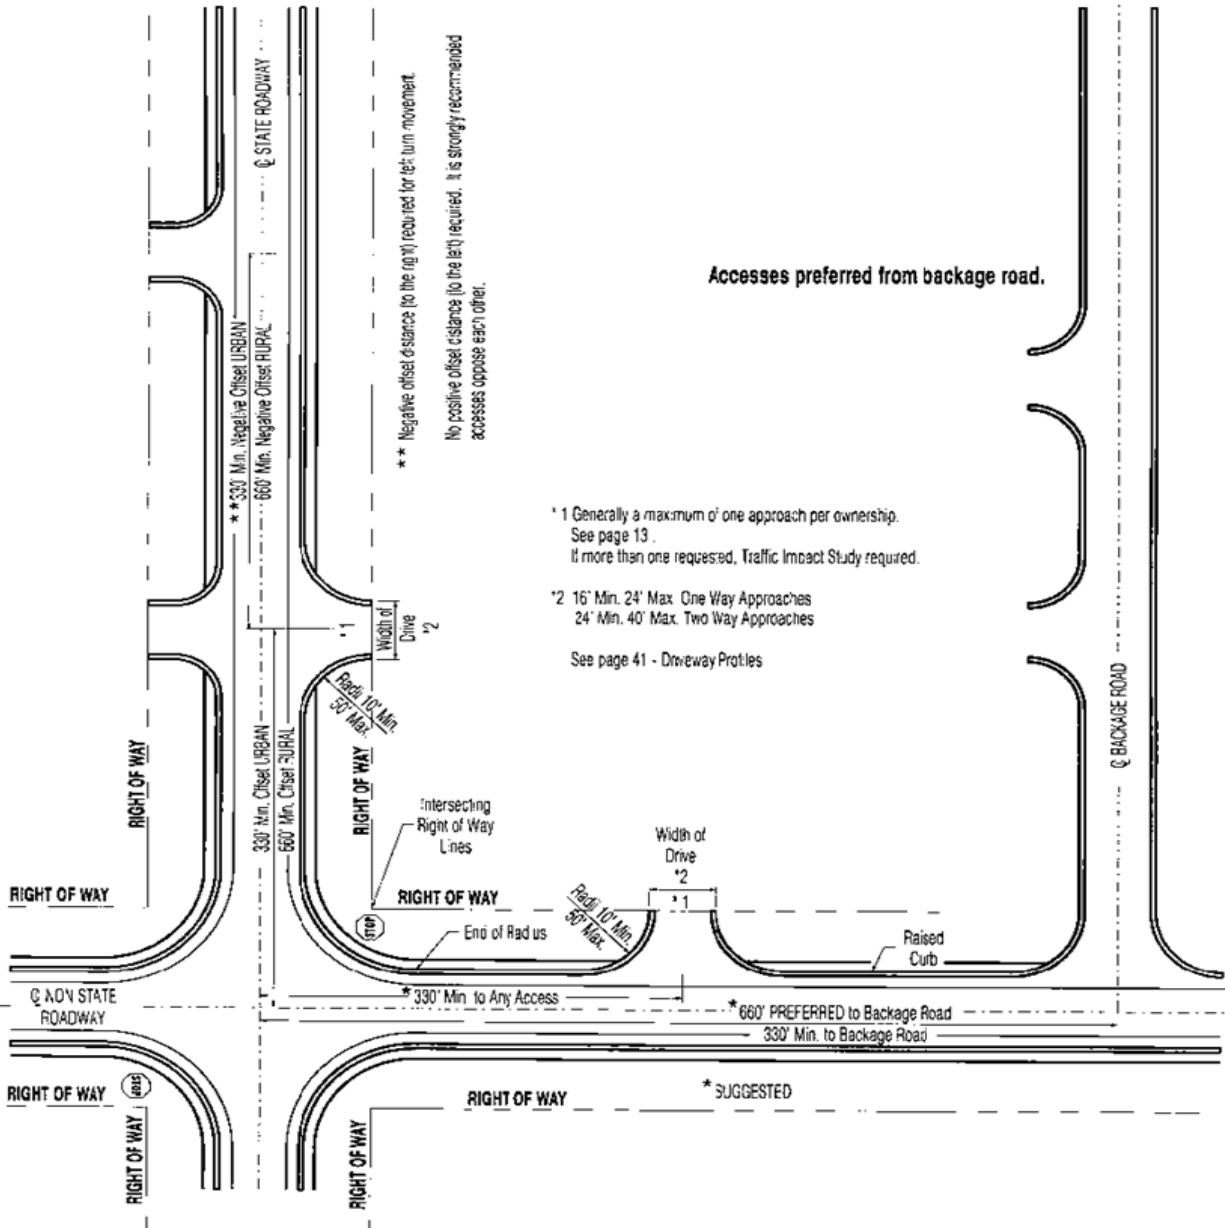 ℄ STATE ROADWAY
** Negative offset distance (to the right) required for left turn movement.
No positive offset distance (to the left) required. It is strongly recommended
accesses oppose each other.
Accesses preferred from backage road.
** 330' Min. Negative Offset URBAN
660' Min. Negative Offset RURAL
*1 Generally a maximum of one approach per ownership.
See page 13.
If more than one requested, Traffic Impact Study required.
*2 16' Min. 24' Max. One Way Approaches
24' Min. 40' Max. Two Way Approaches
See page 41 - Driveway Profiles
*1
Width of
Drive
*2
Radii 10' Min.
50' Max.
330' Min. Offset URBAN
660' Min. Offset RURAL
RIGHT OF WAY
RIGHT OF WAY
℄ BACKAGE ROAD
Intersecting
Right of Way
Lines
Width of
Drive
*2
*1
RIGHT OF WAY
RIGHT OF WAY
Radii 10' Min.
50' Max.
STOP
End of Radius
Raised
Curb
℄ NON STATE
ROADWAY
*330' Min. to Any Access
*660' PREFERRED to Backage Road
330' Min. to Backage Road
RIGHT OF WAY
STOP
RIGHT OF WAY
*SUGGESTED
RIGHT OF WAY
RIGHT OF WAY